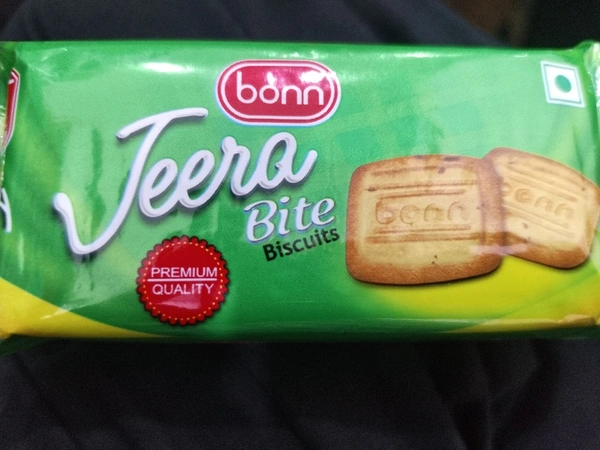 bonn
Jeera
Bite
Biscuits
PREMIUM
QUALITY
bonn
bonn